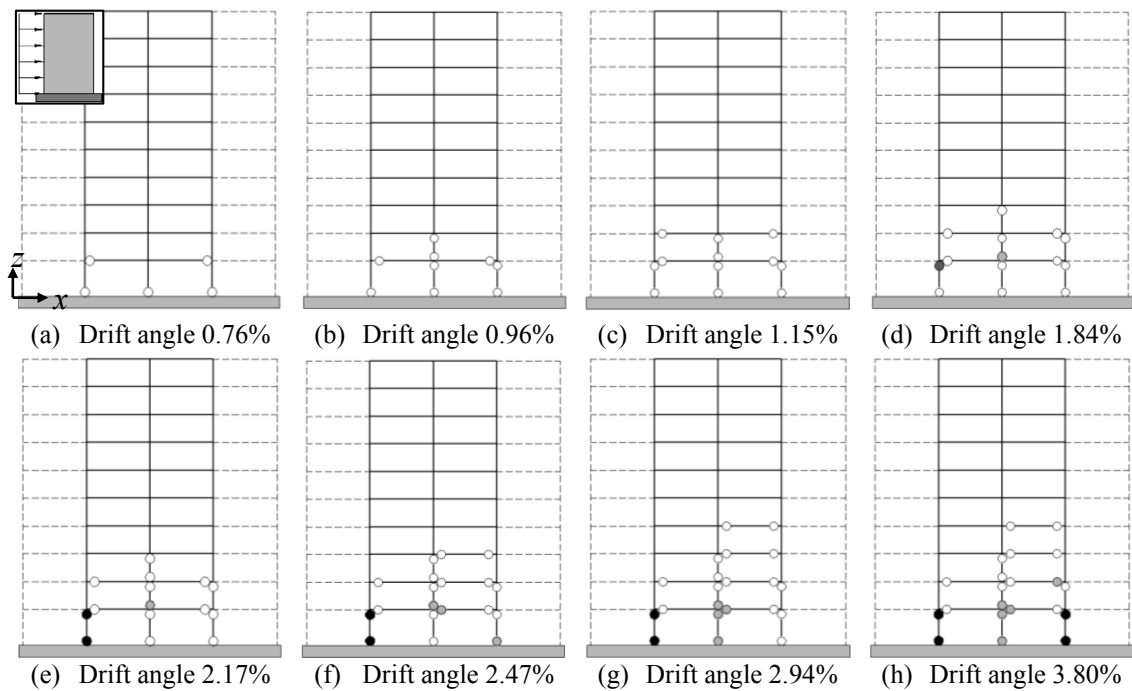 z
x
(a) Drift angle 0.76%
(b) Drift angle 0.96%
(c) Drift angle 1.15%
(d) Drift angle 1.84%
(e) Drift angle 2.17%
(f) Drift angle 2.47%
(g) Drift angle 2.94%
(h) Drift angle 3.80%